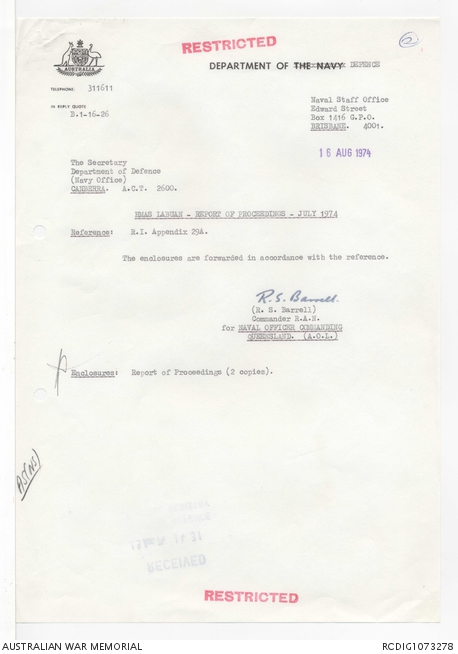 RESTRICTED
2
AUSTRALIA
DEPARTMENT OF THE NAVY DEFENCE
TELEPHONE: 311611
IN REPLY QUOTE
B.1-16-26
Naval Staff Office
Edward Street
Box 1416 G.P.O.
BRISBANE. 4001.
16 AUG 1974
The Secretary
Department of Defence
(Navy Office)
CANBERRA. A.C.T. 2600.
HMAS LABUAN - REPORT OF PROCEEDINGS - JULY 1974
Reference: R.I. Appendix 29A.
The enclosures are forwarded in accordance with the reference.
R. S. Barrell.
(R. S. Barrell)
Commander R.A.N.
for NAVAL OFFICER COMMANDING
QUEENSLAND. (A.O.L.)
Enclosures: Report of Proceedings (2 copies).
RECEIVED
RESTRICTED
AUSTRALIAN WAR MEMORIAL
RCDIG1073278